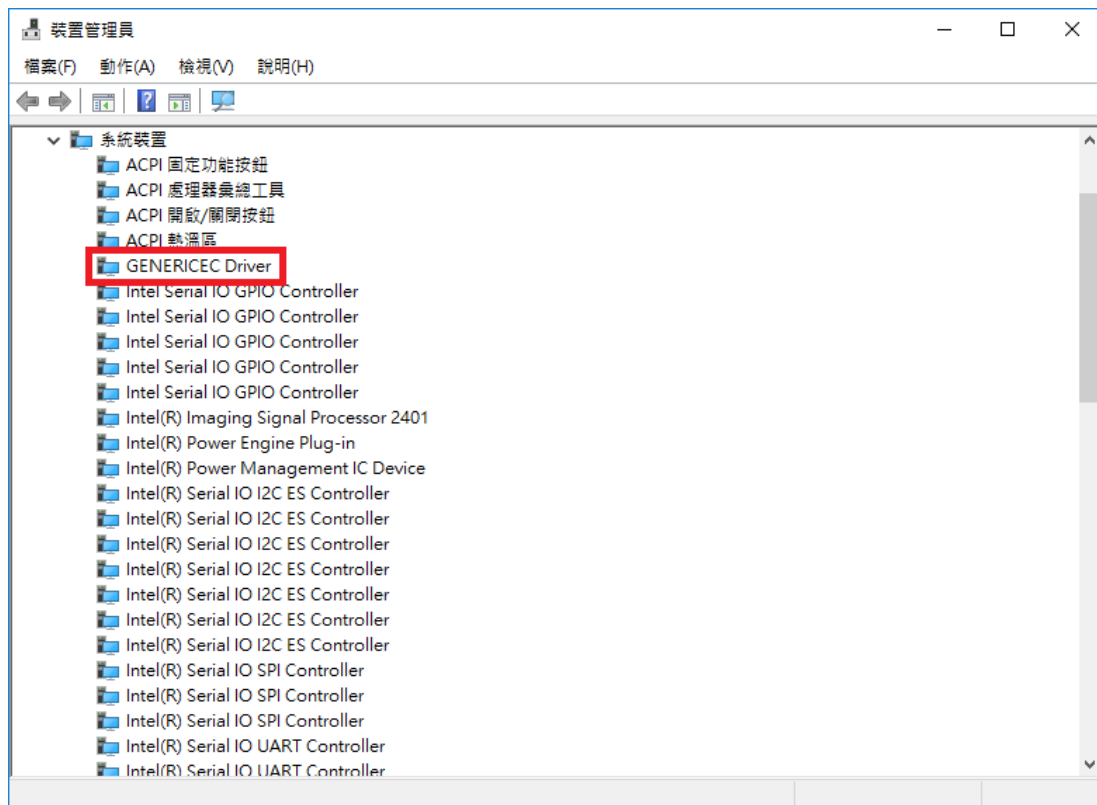 裝置管理員
檔案(F) 動作(A) 檢視(V) 說明(H)
系統裝置
ACPI 固定功能按鈕
ACPI 處理器彙總工具
ACPI 開啟/關閉按鈕
ACPI 熱溫區
GENERICEC Driver
Intel Serial IO GPIO Controller
Intel Serial IO GPIO Controller
Intel Serial IO GPIO Controller
Intel Serial IO GPIO Controller
Intel Serial IO GPIO Controller
Intel(R) Imaging Signal Processor 2401
Intel(R) Power Engine Plug-in
Intel(R) Power Management IC Device
Intel(R) Serial IO I2C ES Controller
Intel(R) Serial IO I2C ES Controller
Intel(R) Serial IO I2C ES Controller
Intel(R) Serial IO I2C ES Controller
Intel(R) Serial IO I2C ES Controller
Intel(R) Serial IO I2C ES Controller
Intel(R) Serial IO I2C ES Controller
Intel(R) Serial IO SPI Controller
Intel(R) Serial IO SPI Controller
Intel(R) Serial IO SPI Controller
Intel(R) Serial IO UART Controller
Intel(R) Serial IO UART Controller